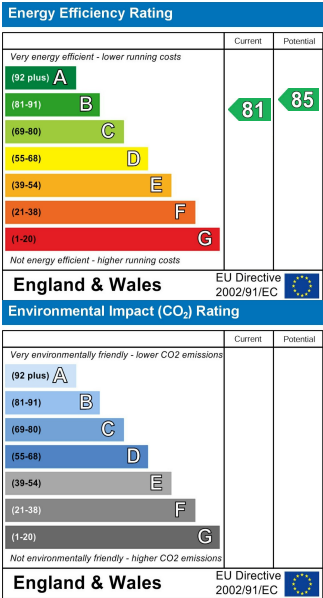 Energy Efficiency Rating
Current Potential
Very energy efficient - lower running costs
(92 plus) A
(81-91) B
81 85
(69-80) C
(55-68) D
(39-54) E
(21-38) F
(1-20) G
Not energy efficient - higher running costs
England & Wales EU Directive
2002/91/EC
Environmental Impact (CO₂) Rating
Current Potential
Very environmentally friendly - lower CO2 emissions
(92 plus) A
(81-91) B
(69-80) C
(55-68) D
(39-54) E
(21-38) F
(1-20) G
Not environmentally friendly - higher CO2 emissions
England & Wales EU Directive
2002/91/EC